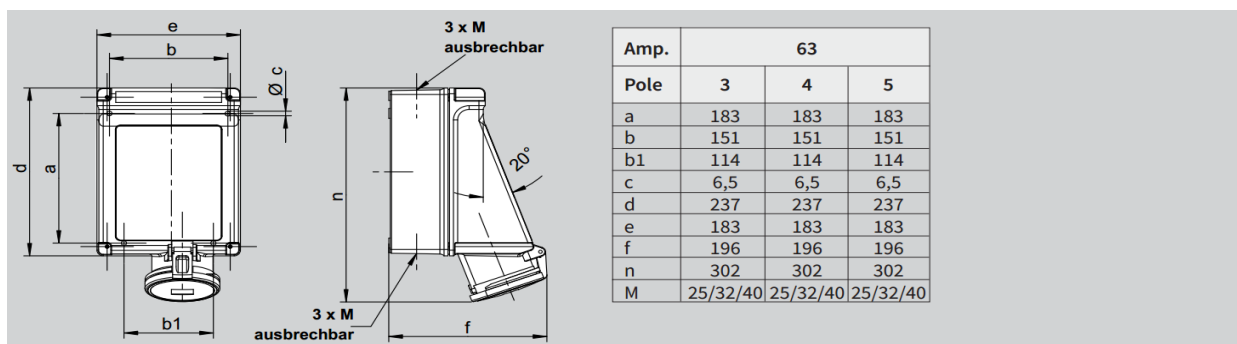 e
b
Ø c
d
a
b1
3 x M
ausbrechbar
n
20°
3 x M
ausbrechbar
f
Amp. 63
Pole 3 4 5
a 183 183 183
b 151 151 151
b1 114 114 114
c 6,5 6,5 6,5
d 237 237 237
e 183 183 183
f 196 196 196
n 302 302 302
M 25/32/40 25/32/40 25/32/40